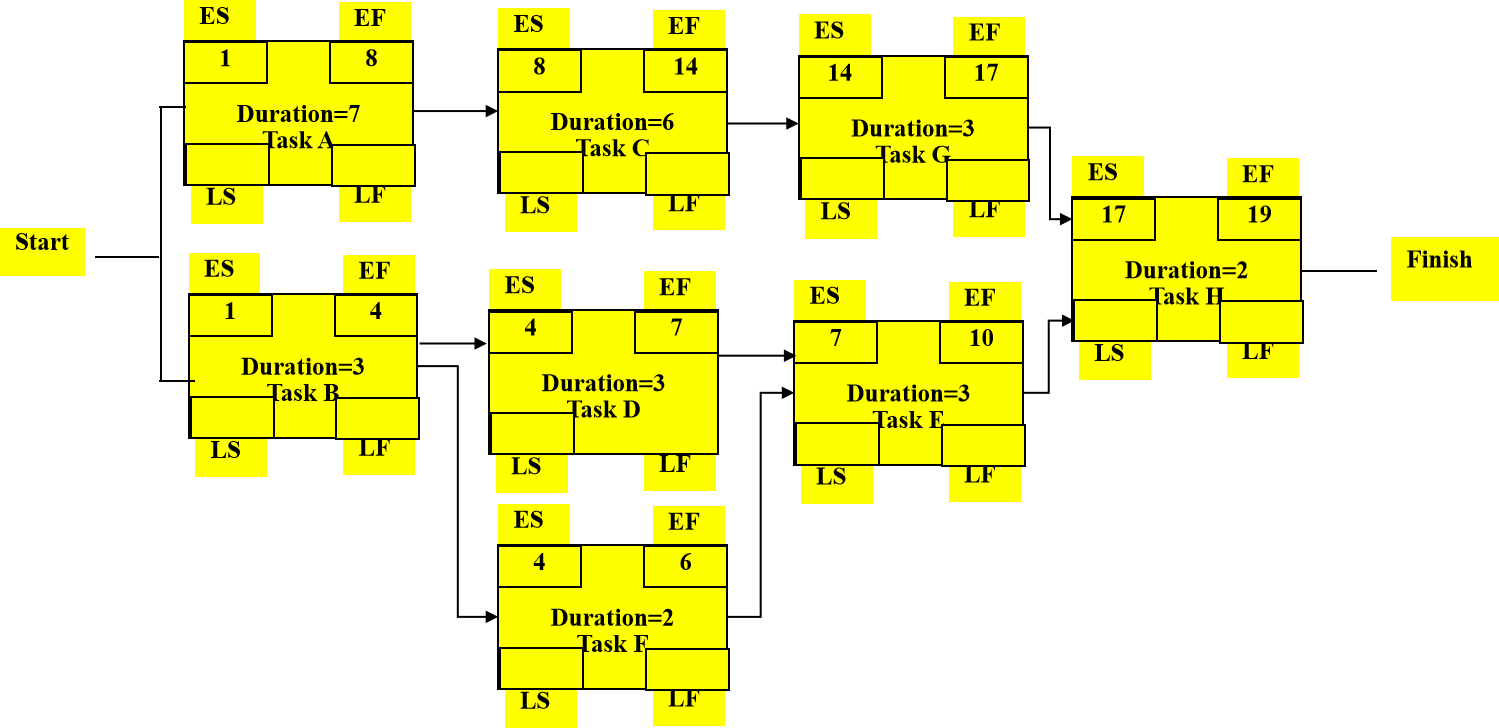 ES EF
1 8
Duration=7
Task A
LS LF
ES EF
8 14
Duration=6
Task C
LS LF
ES EF
14 17
Duration=3
Task G
LS LF
ES EF
17 19
Duration=2
Task H
LS LF
Start
Finish
ES EF
1 4
Duration=3
Task B
LS LF
ES EF
4 7
Duration=3
Task D
LS LF
ES EF
7 10
Duration=3
Task E
LS LF
ES EF
4 6
Duration=2
Task F
LS LF